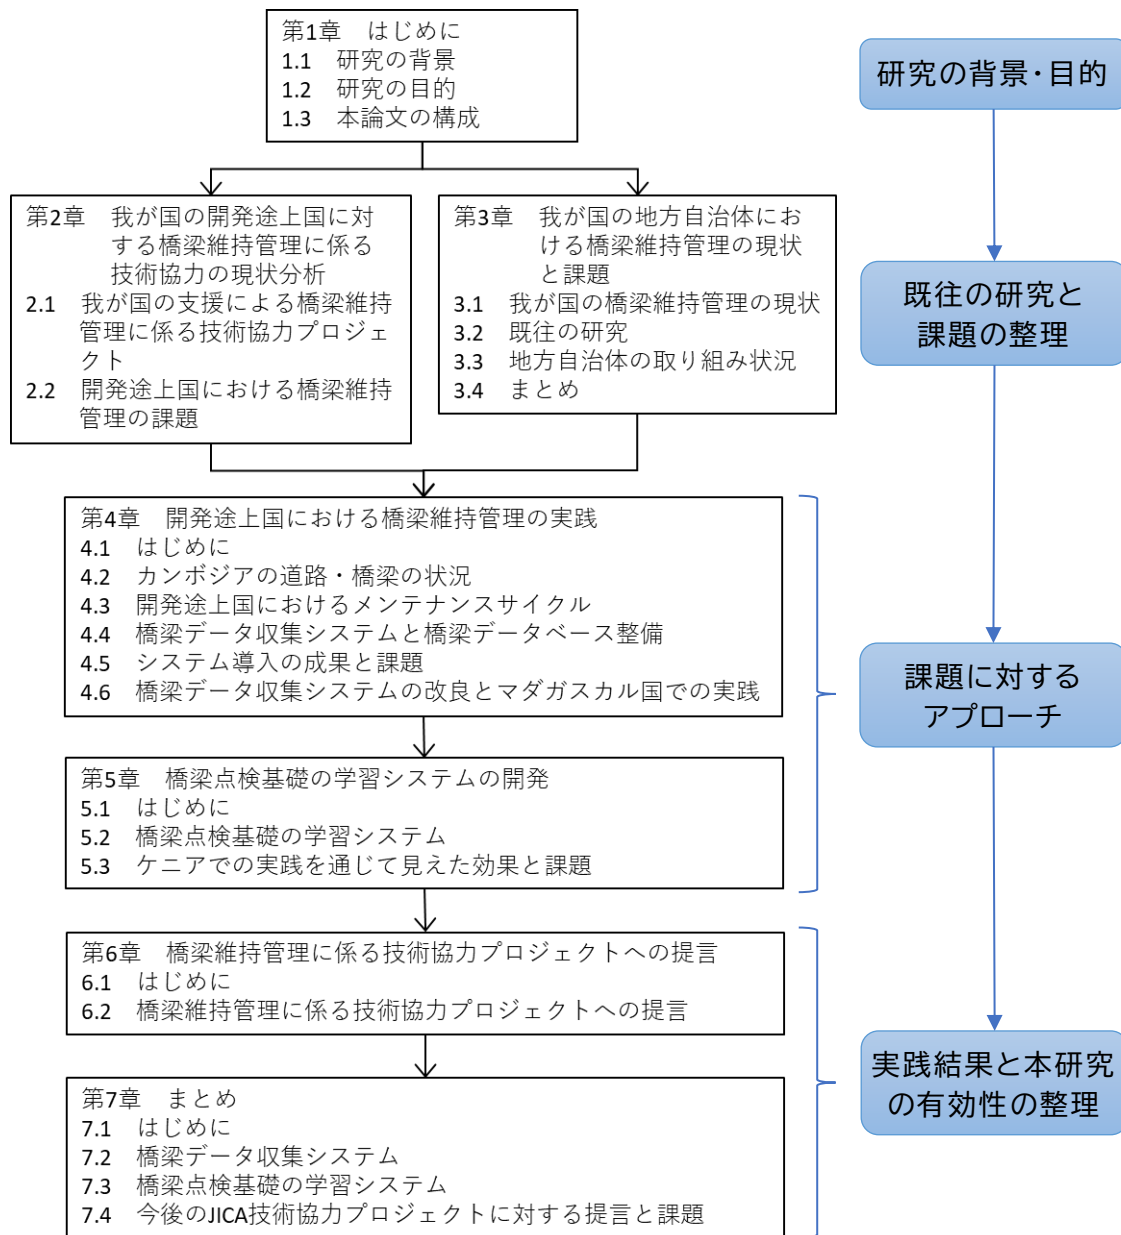 第1章　はじめに
1.1　研究の背景
1.2　研究の目的
1.3　本論文の構成
研究の背景・目的
第2章　我が国の開発途上国に対
する橋梁維持管理に係る
技術協力の現状分析
2.1　我が国の支援による橋梁維持
管理に係る技術協力プロジェ
クト
2.2　開発途上国における橋梁維持
管理の課題
第3章　我が国の地方自治体にお
ける橋梁維持管理の現状
と課題
3.1　我が国の橋梁維持管理の現状
3.2　既往の研究
3.3　地方自治体の取り組み状況
3.4　まとめ
既往の研究と
課題の整理
第4章　開発途上国における橋梁維持管理の実践
4.1　はじめに
4.2　カンボジアの道路・橋梁の状況
4.3　開発途上国におけるメンテナンスサイクル
4.4　橋梁データ収集システムと橋梁データベース整備
4.5　システム導入の成果と課題
4.6　橋梁データ収集システムの改良とマダガスカル国での実践
第5章　橋梁点検基礎の学習システムの開発
5.1　はじめに
5.2　橋梁点検基礎の学習システム
5.3　ケニアでの実践を通じて見えた効果と課題
課題に対する
アプローチ
第6章　橋梁維持管理に係る技術協力プロジェクトへの提言
6.1　はじめに
6.2　橋梁維持管理に係る技術協力プロジェクトへの提言
第7章　まとめ
7.1　はじめに
7.2　橋梁データ収集システム
7.3　橋梁点検基礎の学習システム
7.4　今後のJICA技術協力プロジェクトに対する提言と課題
実践結果と本研究
の有効性の整理